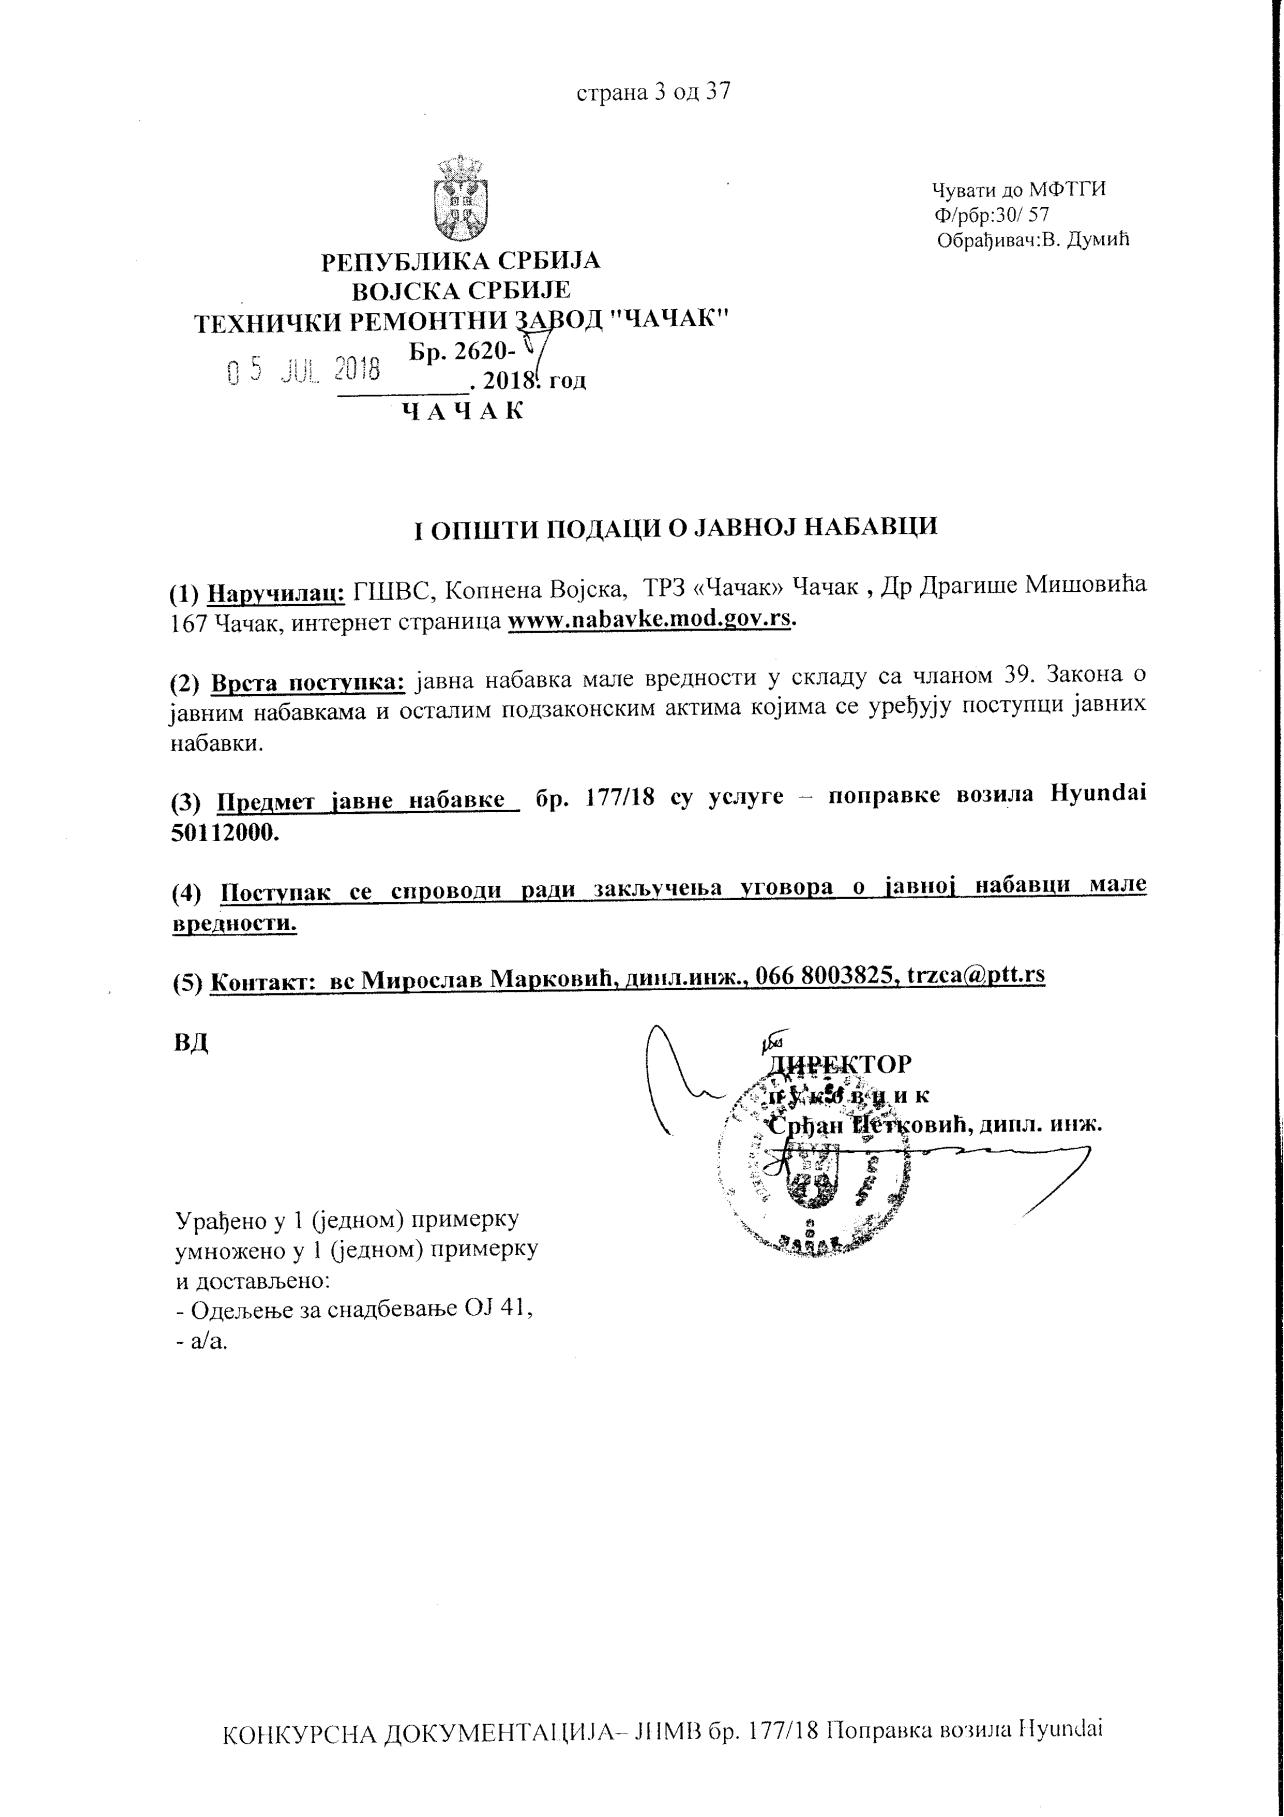 страна 3 од 37
Чувати до МФТГИ
Ф/рбр:30/ 57
Обрађивач:В. Думић
РЕПУБЛИКА СРБИЈА
ВОЈСКА СРБИЈЕ
ТЕХНИЧКИ РЕМОНТНИ ЗАВОД "ЧАЧАК"
Бр. 2620-
05 JUL 2018
. 2018. год
Ч А Ч А К
I ОПШТИ ПОДАЦИ О ЈАВНОЈ НАБАВЦИ
(1) Наручилац: ГШВС, Копнена Војска, ТРЗ «Чачак» Чачак , Др Драгише Мишовића
167 Чачак, интернет страница www.nabavke.mod.gov.rs.
(2) Врста поступка: јавна набавка мале вредности у складу са чланом 39. Закона о
јавним набавкама и осталим подзаконским актима којима се уређују поступци јавних
набавки.
(3) Предмет јавне набавке бр. 177/18 су услуге – поправке возила Hyundai
50112000.
(4) Поступак се спроводи ради закључења уговора о јавној набавци мале
вредности.
(5) Контакт: вс Мирослав Марковић, дипл.инж., 066 8003825, trzca@ptt.rs
ВД
ДИРЕКТОР
п у к о в н и к
Срђан Петковић, дипл. инж.
Урађено у 1 (једном) примерку
умножено у 1 (једном) примерку
и достављено:
- Одељење за снадбевање ОЈ 41,
- а/а.
КОНКУРСНА ДОКУМЕНТАЦИЈА– ЈНМВ бр. 177/18 Поправка возила Hyundai